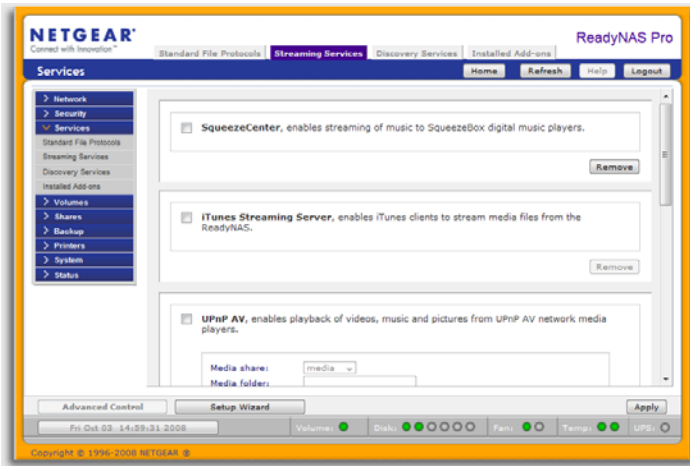 NETGEAR®
Connect with Innovation™
ReadyNAS Pro
Standard File Protocols Streaming Services Discovery Services Installed Add-ons
Services
Home Refresh Help Logout
> Network
> Security
Services
Standard File Protocols
Streaming Services
Discovery Services
Installed Add-ons
> Volumes
> Shares
> Backup
> Printers
> System
> Status
SqueezeCenter, enables streaming of music to SqueezeBox digital music players.
Remove
iTunes Streaming Server, enables iTunes clients to stream media files from the
ReadyNAS.
Remove
UPnP AV, enables playback of videos, music and pictures from UPnP AV network media
players.
Media share: media
Media folder:
Advanced Control Setup Wizard Apply
Fri Oct 03 14:39:31 2008 Volume: Disk: Fan: Temp: UPS:
Copyright © 1996-2008 NETGEAR ®